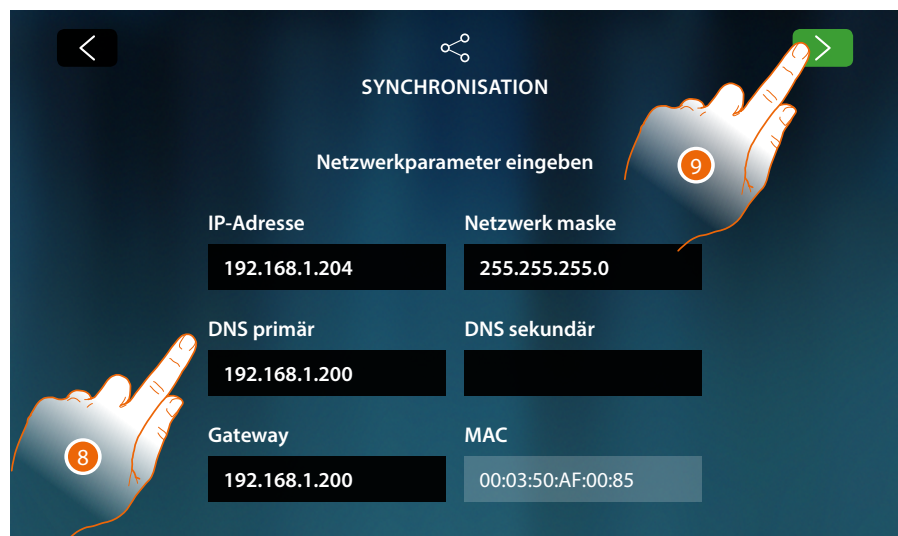 SYNCHRONISATION
Netzwerkparameter eingeben
9
IP-Adresse
Netzwerk maske
192.168.1.204
255.255.255.0
DNS primär
DNS sekundär
192.168.1.200
Gateway
MAC
8
192.168.1.200
00:03:50:AF:00:85